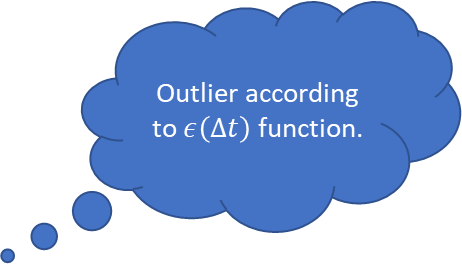 Outlier according
to ϵ(Δt) function.